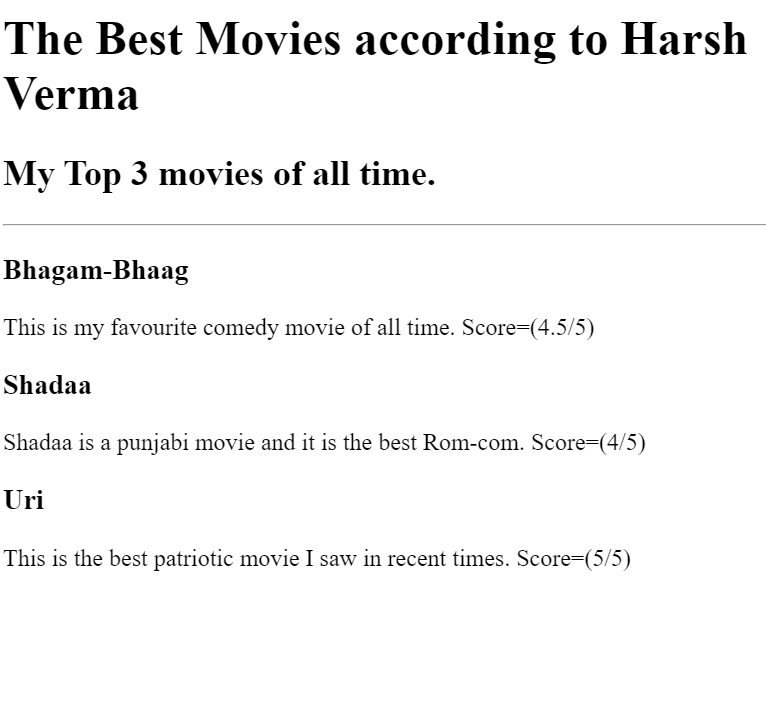 The Best Movies according to Harsh
Verma
My Top 3 movies of all time.
Bhagam-Bhaag
This is my favourite comedy movie of all time. Score=(4.5/5)
Shadaa
Shadaa is a punjabi movie and it is the best Rom-com. Score=(4/5)
Uri
This is the best patriotic movie I saw in recent times. Score=(5/5)